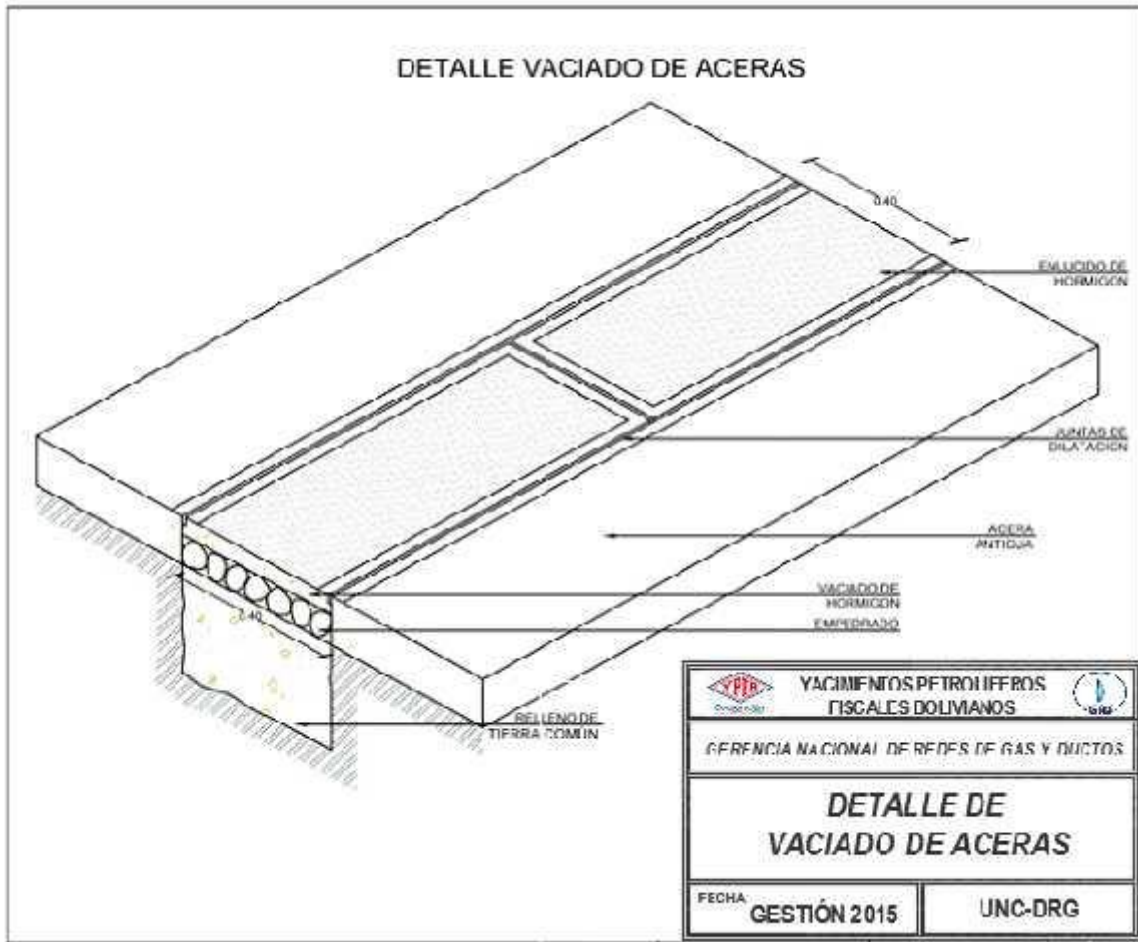 DETALLE VACIADO DE ACERAS
0.40
ENLUCIDO DE
HORMIGON
JUNTAS DE
DILATACION
ACERA
ANTIGUA
VACIADO DE
HORMIGON
EMPEDRADO
0.40
RELLENO DE
TIERRA COMÚN
YPFB
YACIMIENTOS PETROLIFEROS
FISCALES BOLIVIANOS
GERENCIA NACIONAL DE REDES DE GAS Y DUCTOS
DETALLE DE
VACIADO DE ACERAS
FECHA
GESTIÓN 2015
UNC-DRG